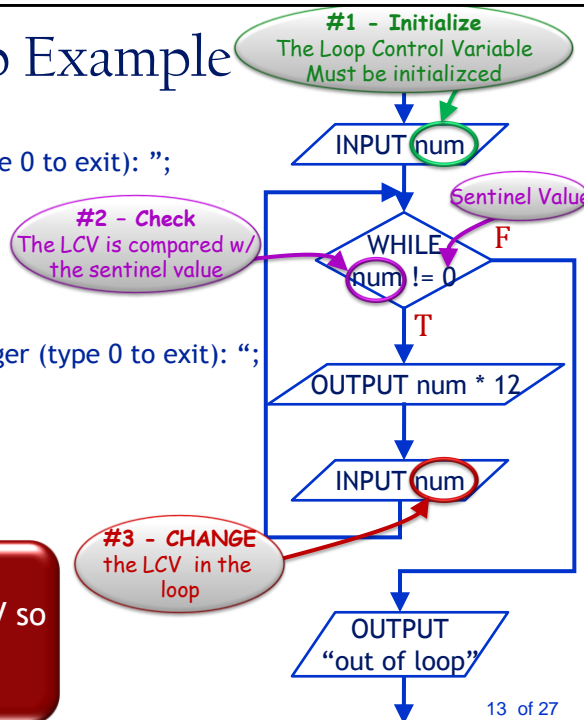 Example
#1 - Initialize
The Loop Control Variable
Must be initializced
e 0 to exit): ”;
INPUT num
#2 – Check
The LCV is compared w/
the sentinel value
Sentinel Value
WHILE
num != 0
F
T
ger (type 0 to exit): “;
OUTPUT num * 12
INPUT num
#3 - CHANGE
the LCV in the
loop
V so
OUTPUT
“out of loop”
13 of 27